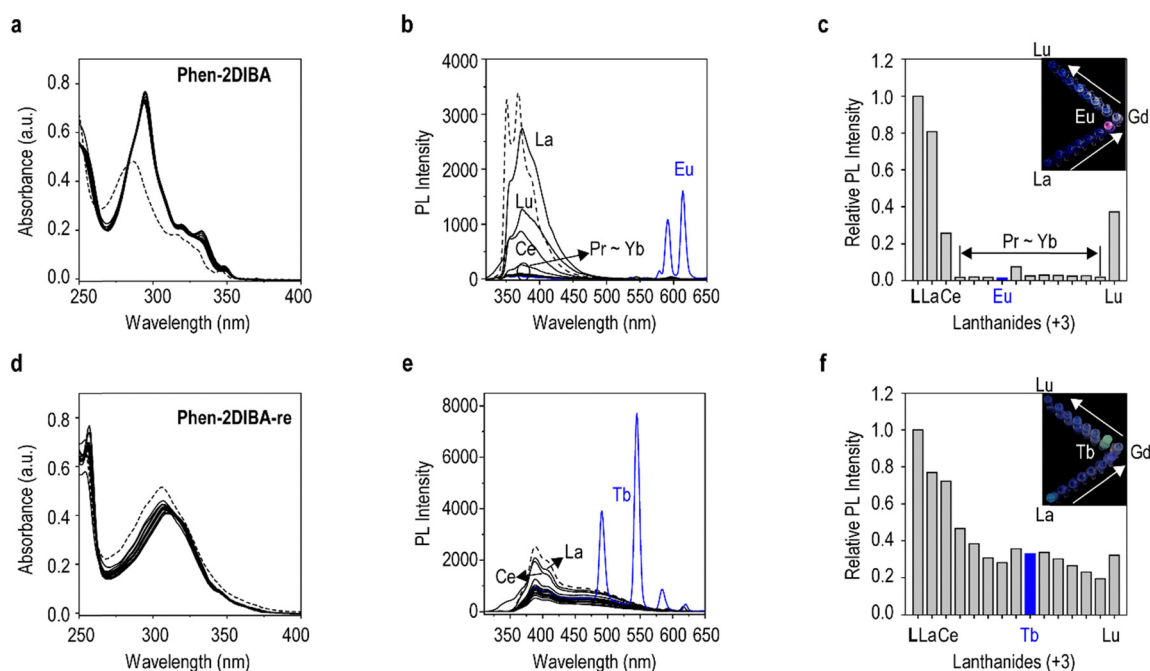 a
Phen-2DIBA
Absorbance (a.u.)
0.8
0.6
0.4
0.2
0.0
250 300 350 400
Wavelength (nm)
b
PL Intensity
4000
3000
2000
1000
0
La
Lu
Ce
Pr ~ Yb
Eu
350 400 450 500 550 600 650
Wavelength (nm)
c
Relative PL Intensity
1.2
1.0
0.8
0.6
0.4
0.2
0.0
Lu
Eu
Gd
La
Pr ~ Yb
L La Ce Eu Lu
Lanthanides (+3)
d
Phen-2DIBA-re
Absorbance (a.u.)
0.8
0.6
0.4
0.2
0.0
250 300 350 400
Wavelength (nm)
e
PL Intensity
8000
6000
4000
2000
0
Tb
La
Ce
350 400 450 500 550 600 650
Wavelength (nm)
f
Relative PL Intensity
1.2
1.0
0.8
0.6
0.4
0.2
0.0
Lu
Tb
Gd
La
L La Ce Tb Lu
Lanthanides (+3)